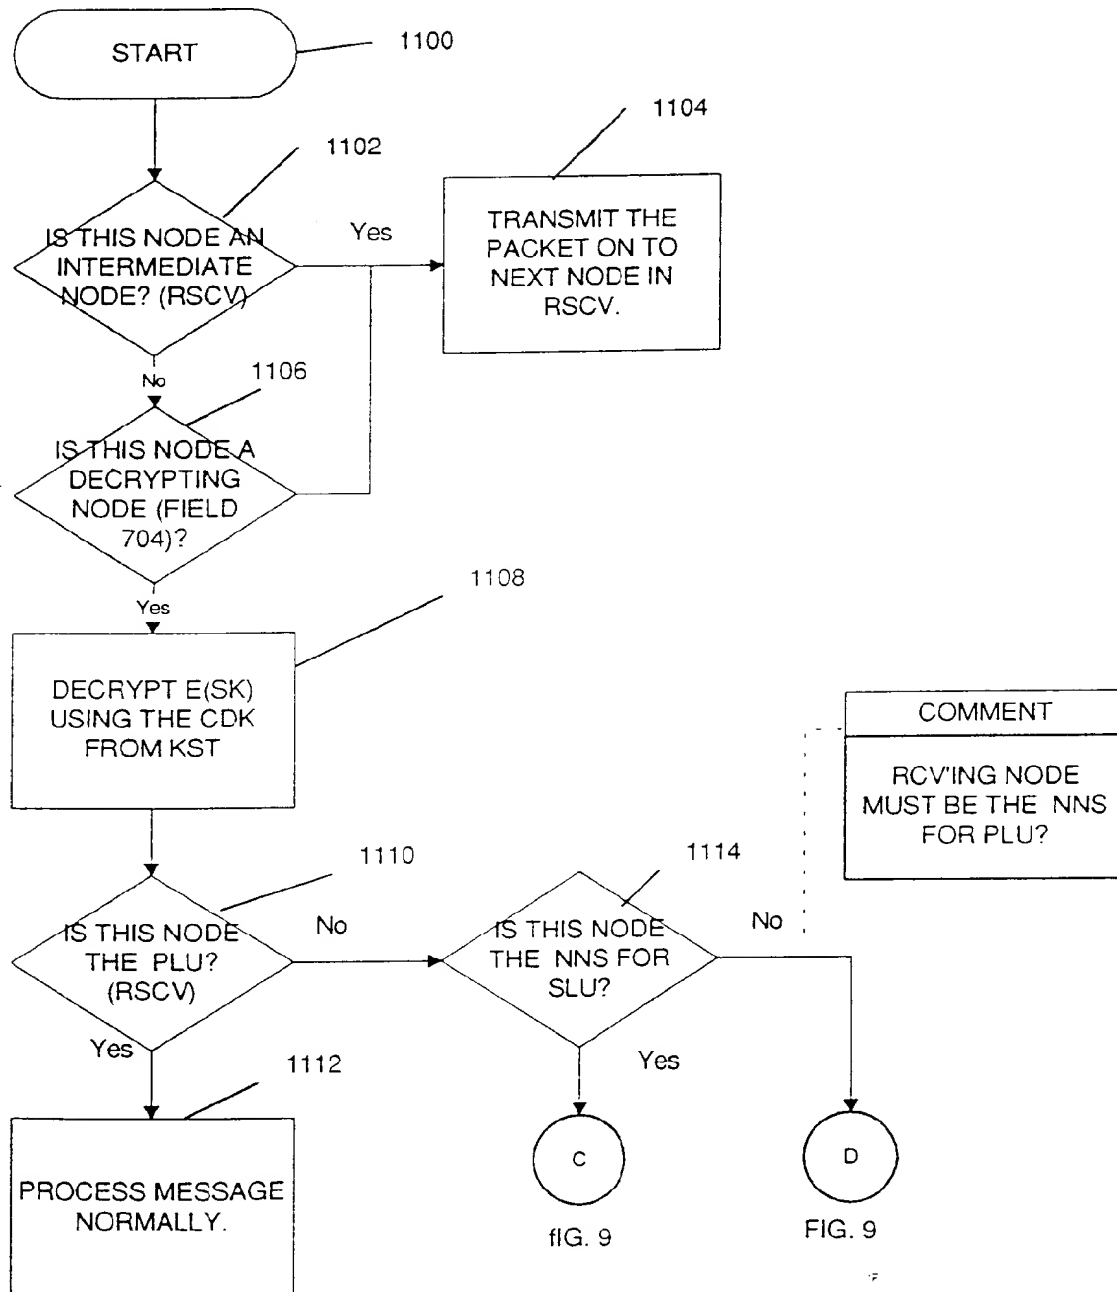 START
1100
1104
1102
IS THIS NODE AN
INTERMEDIATE
NODE? (RSCV)
Yes
TRANSMIT THE
PACKET ON TO
NEXT NODE IN
RSCV.
No
1106
IS THIS NODE A
DECRYPTING
NODE (FIELD
704)?
Yes
1108
DECRYPT E(SK)
USING THE CDK
FROM KST
COMMENT
RCV'ING NODE
MUST BE THE NNS
FOR PLU?
1110
IS THIS NODE
THE PLU?
(RSCV)
No
1114
IS THIS NODE
THE NNS FOR
SLU?
No
Yes
Yes
1112
PROCESS MESSAGE
NORMALLY.
C
fIG. 9
D
FIG. 9